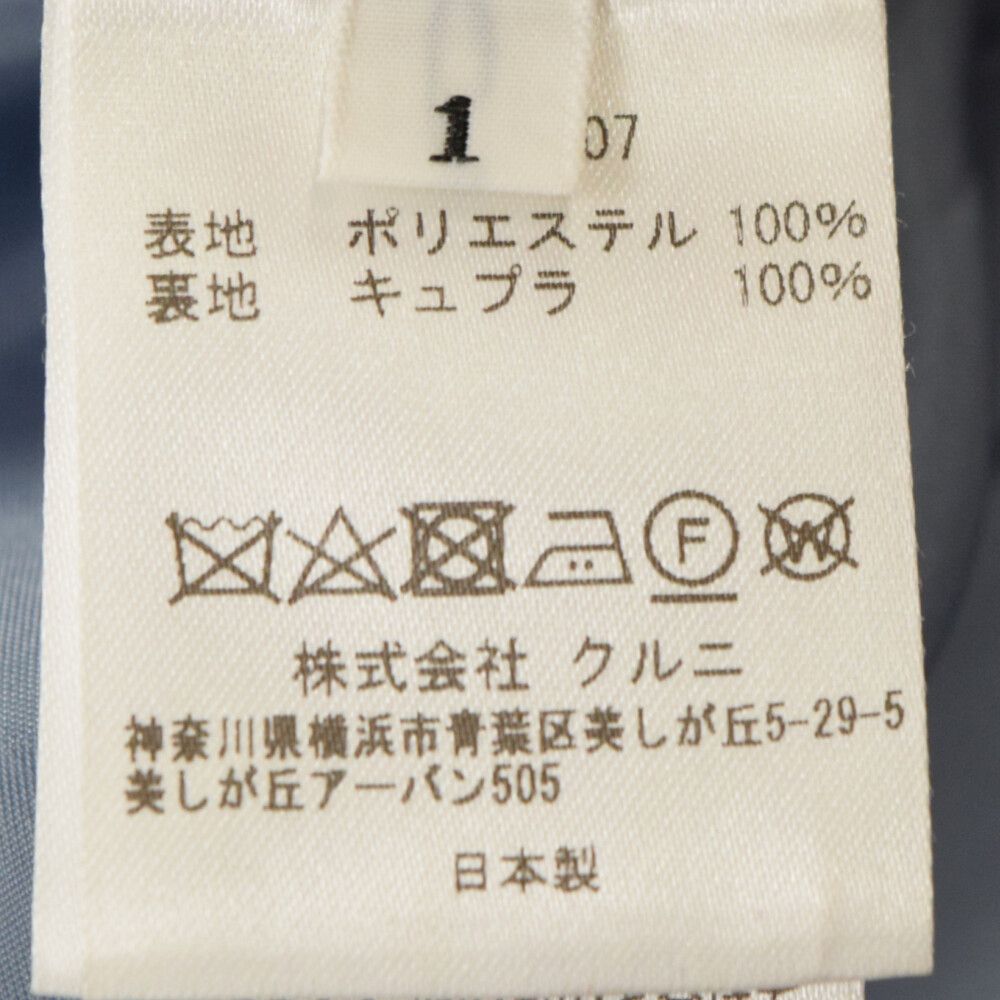 1
07
表地 ポリエステル 100%
裏地 キュプラ 100%
F
W
株式会社 クルニ
神奈川県横浜市青葉区美しが丘5-29-5
美しが丘アーバン505
日本製